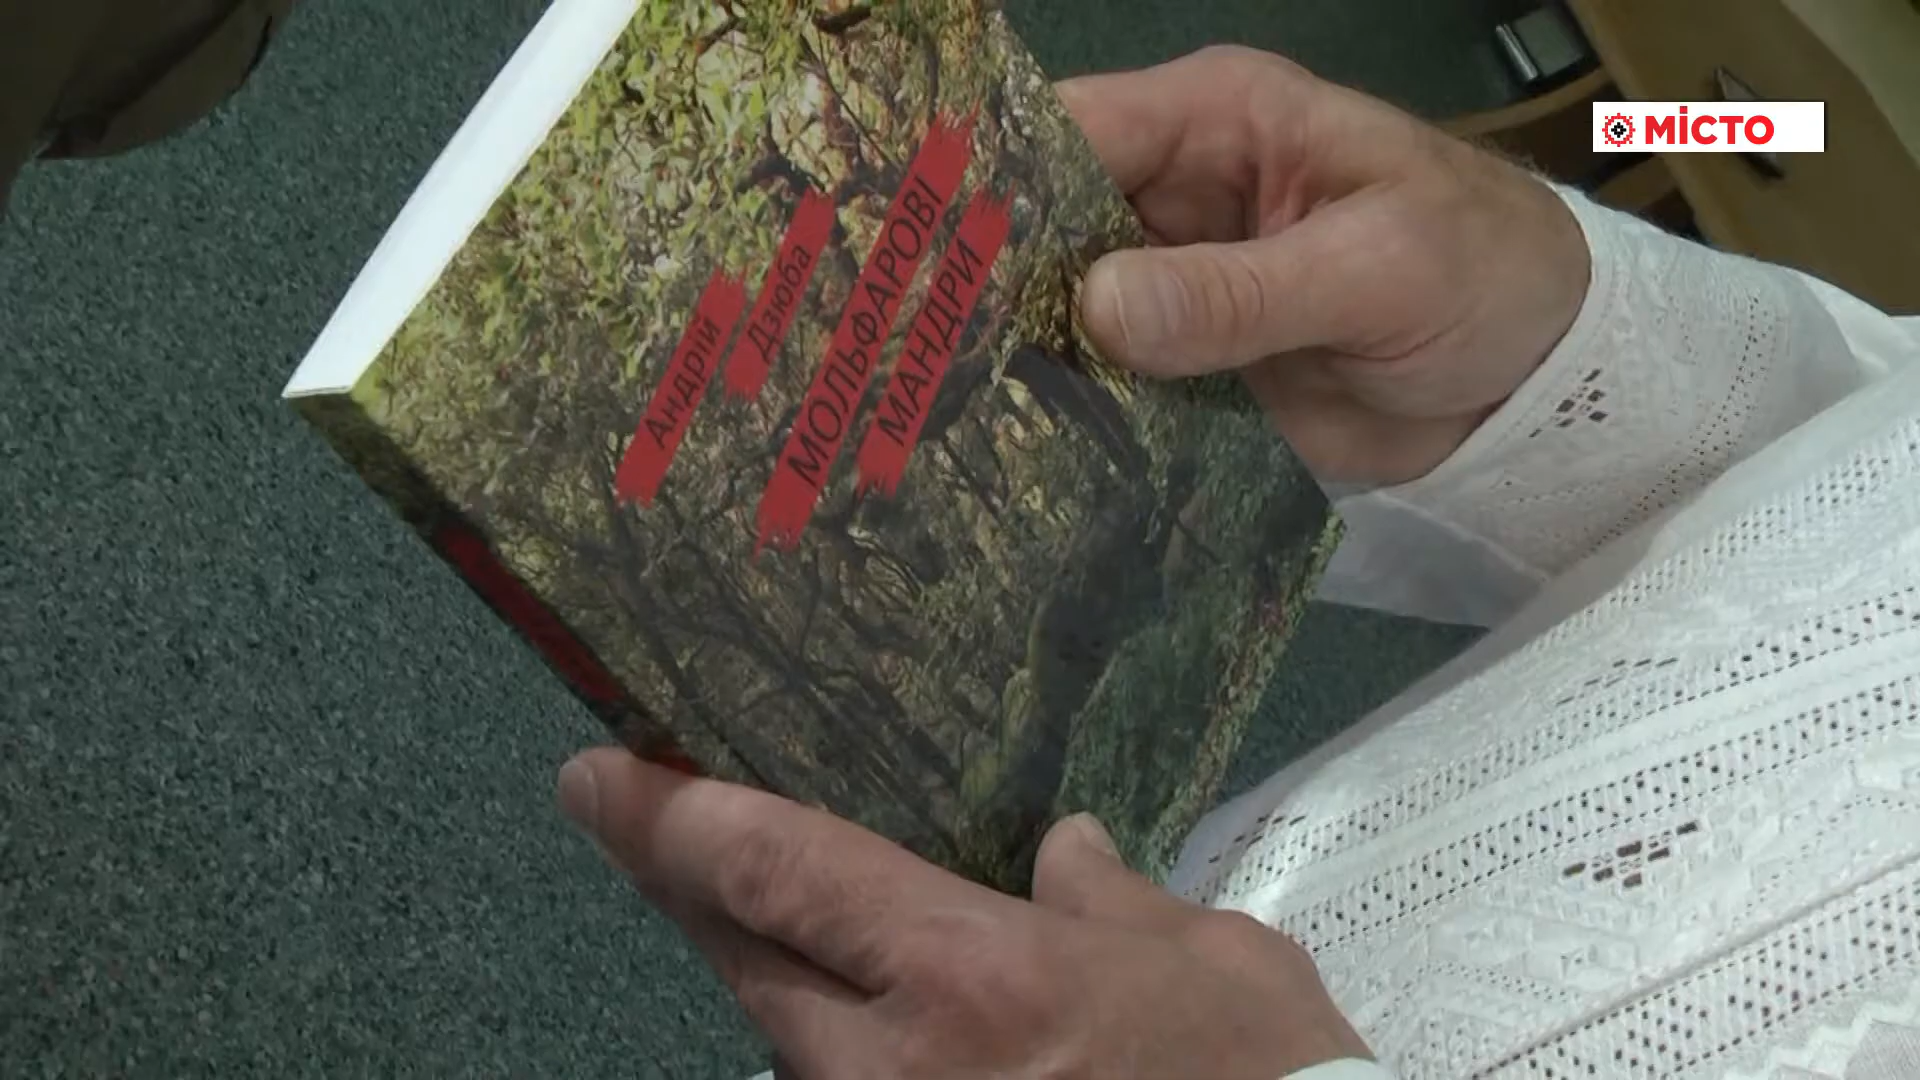 Андрій
Дзюба
МОЛЬФАРОВІ
МАНДРИ
МІСТО